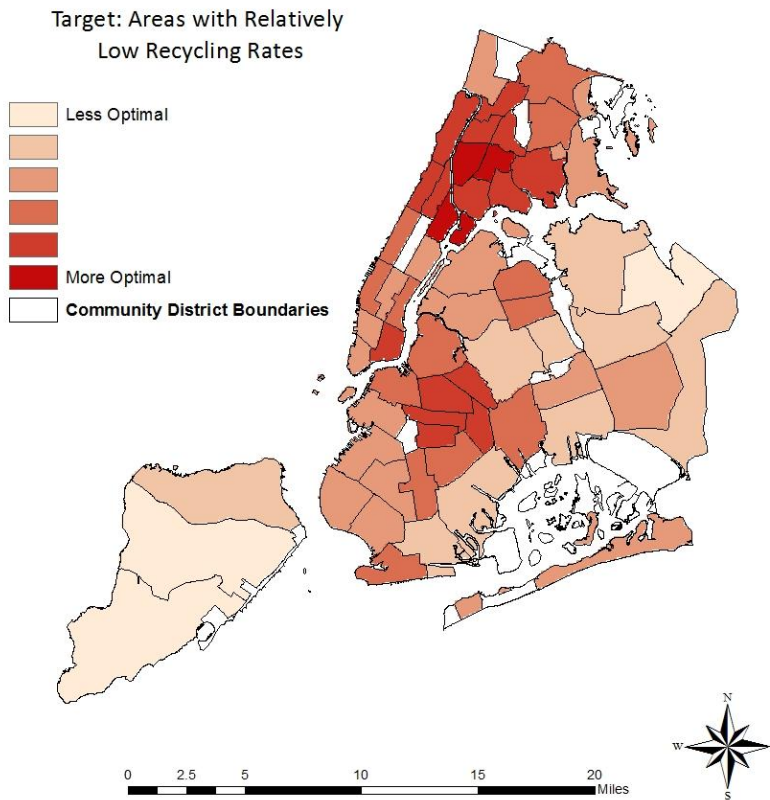 Target: Areas with Relatively
Low Recycling Rates
Less Optimal
More Optimal
Community District Boundaries
N
W
S
0 2.5 5 10 15 20
Miles